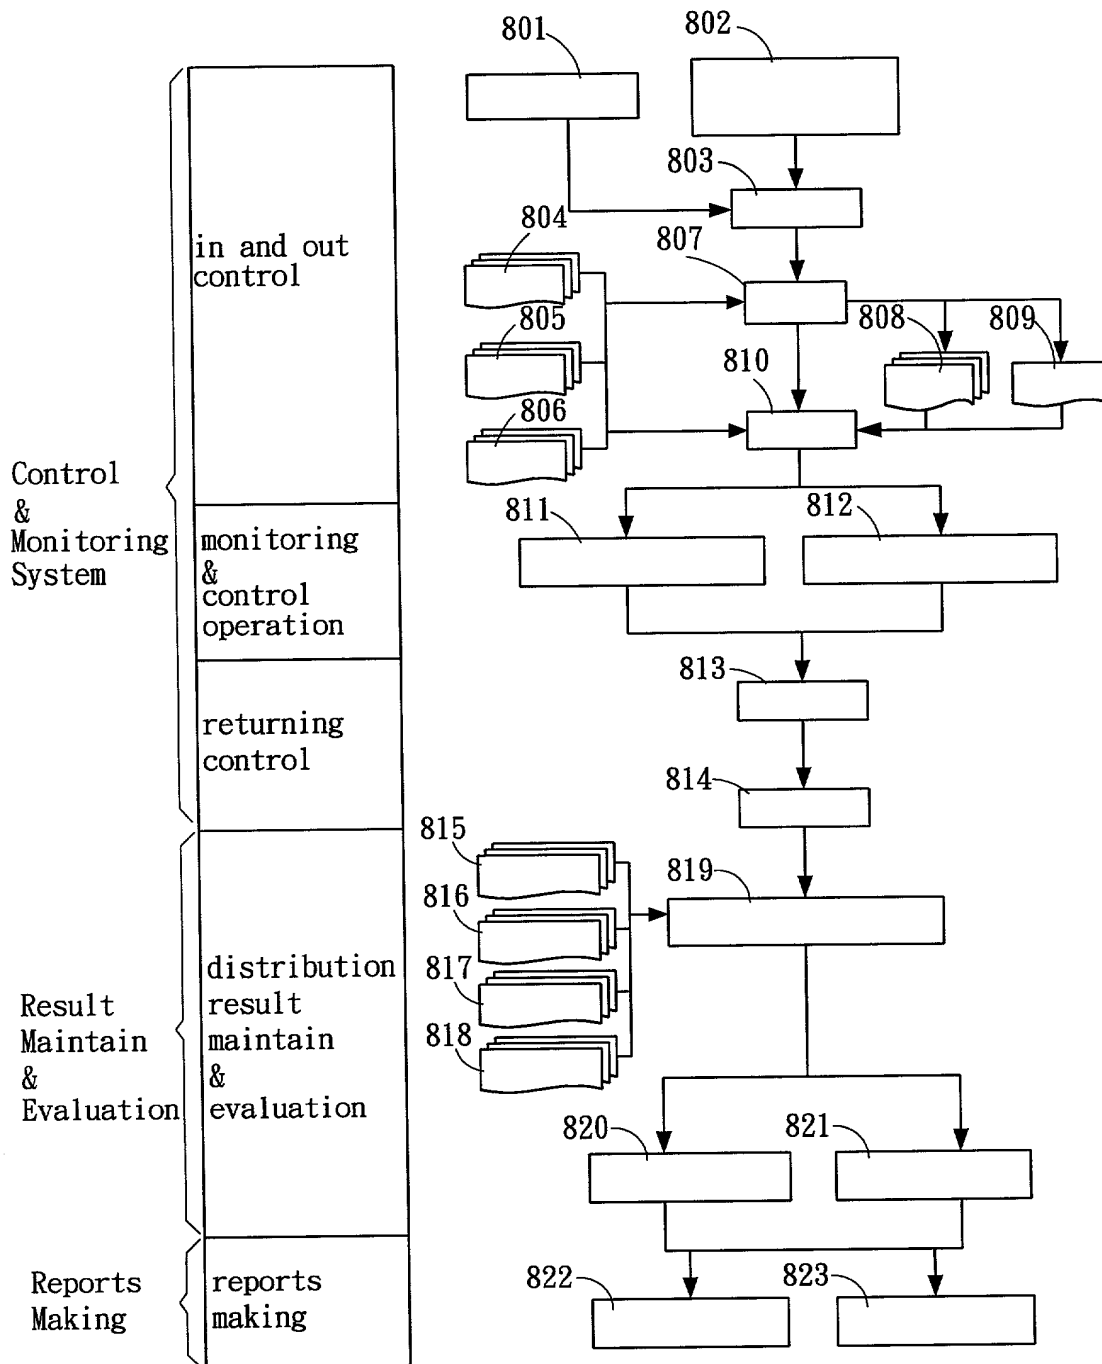 801
802
803
804
in and out
control
807
805
808
809
810
806
Control
&
Monitoring
System
811
812
monitoring
&
control
operation
813
returning
control
814
815
819
816
distribution
result
maintain
&
evaluation
817
Result
Maintain
&
Evaluation
818
820
821
Reports
Making
reports
making
822
823